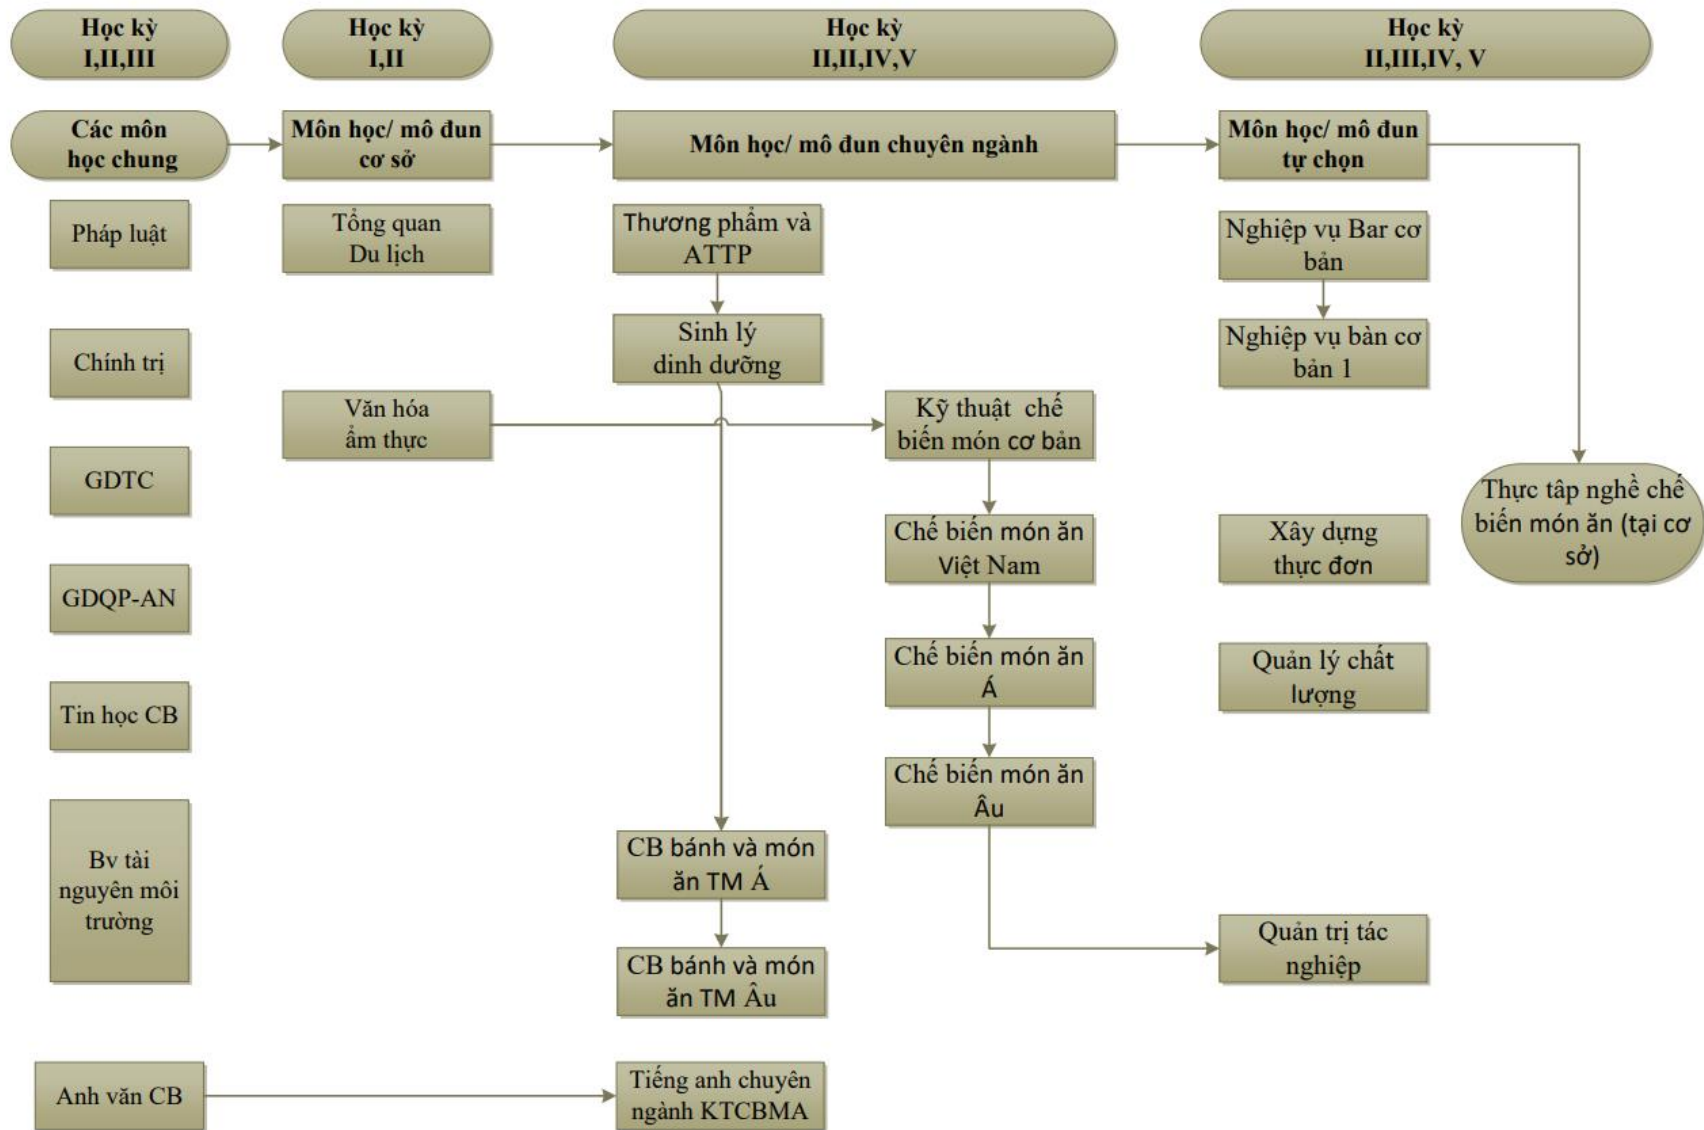 Học kỳ
I,II,III
Học kỳ
I,II
Học kỳ
II,II,IV,V
Học kỳ
II,III,IV, V
Các môn
học chung
Môn học/ mô đun
cơ sở
Môn học/ mô đun chuyên ngành
Môn học/ mô đun
tự chọn
Pháp luật
Tổng quan
Du lịch
Thương phẩm và
ATTP
Nghiệp vụ Bar cơ
bản
Chính trị
Sinh lý
dinh dưỡng
Nghiệp vụ bàn cơ
bản 1
Văn hóa
ẩm thực
Kỹ thuật chế
biến món cơ bản
GDTC
Thực tâp nghề chế
biến món ăn (tại cơ
sở)
Chế biến món ăn
Việt Nam
Xây dựng
thực đơn
GDQP-AN
Chế biến món ăn
Á
Quản lý chất
lượng
Tin học CB
Chế biến món ăn
Âu
Bv tài
nguyên môi
trường
CB bánh và món
ăn TM Á
CB bánh và món
ăn TM Âu
Quản trị tác
nghiệp
Anh văn CB
Tiếng anh chuyên
ngành KTCBMA